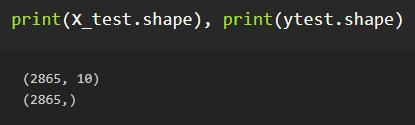 print(X_test.shape), print(ytest.shape)
(2865, 10)
(2865,)